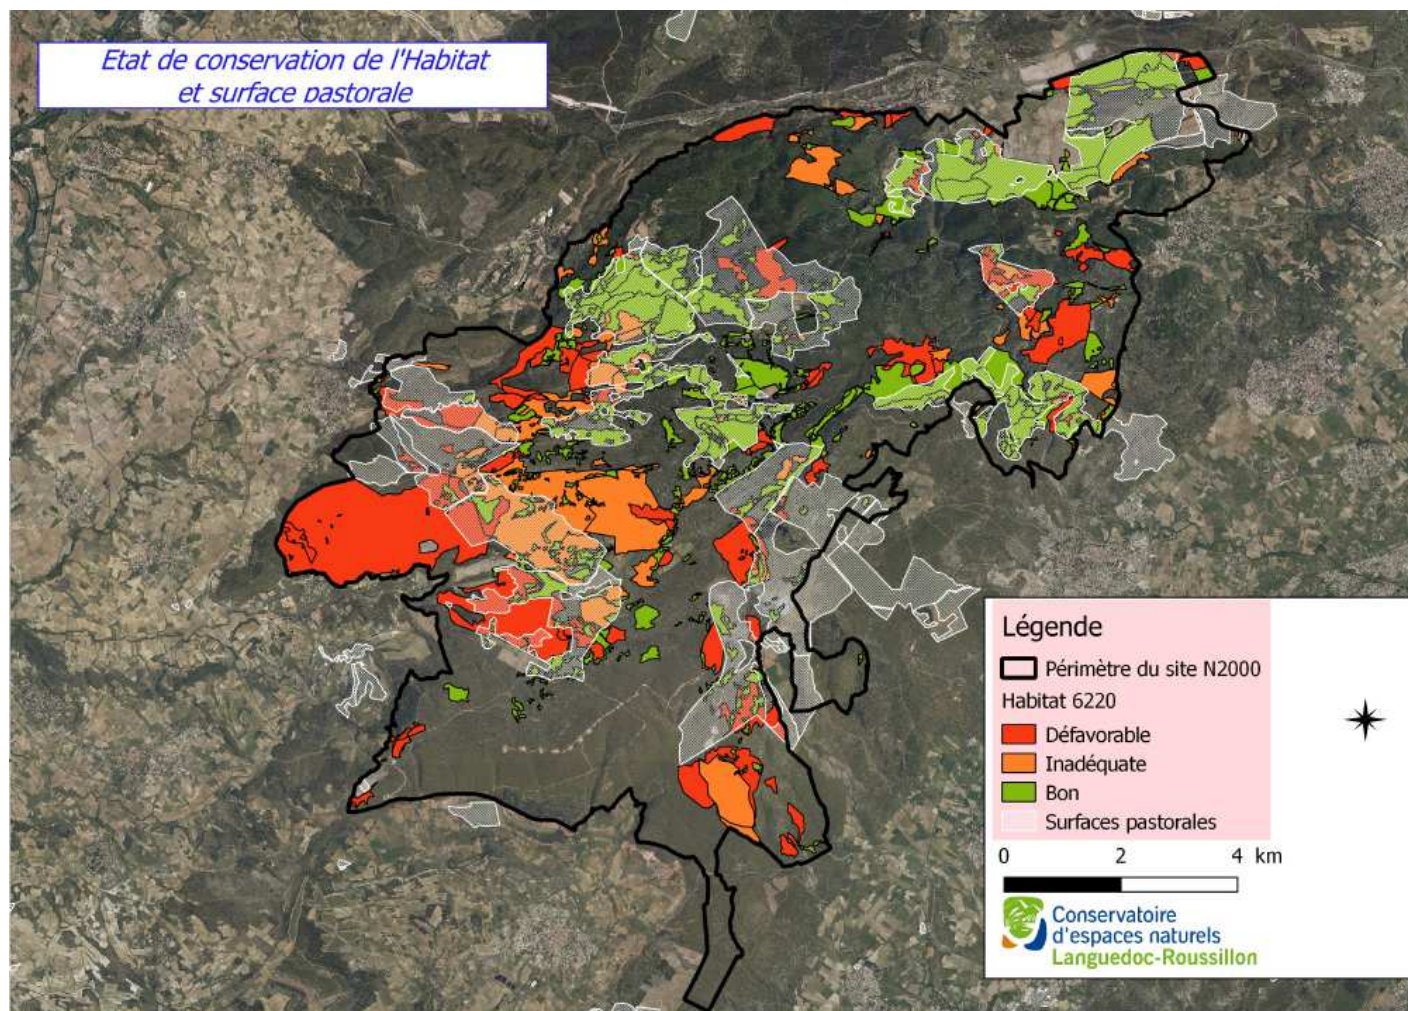 Etat de conservation de l'Habitat
et surface pastorale
Légende
Périmètre du site N2000
Habitat 6220
Défavorable
Inadéquate
Bon
Surfaces pastorales
0 2 4 km
Conservatoire
d'espaces naturels
Languedoc-Roussillon